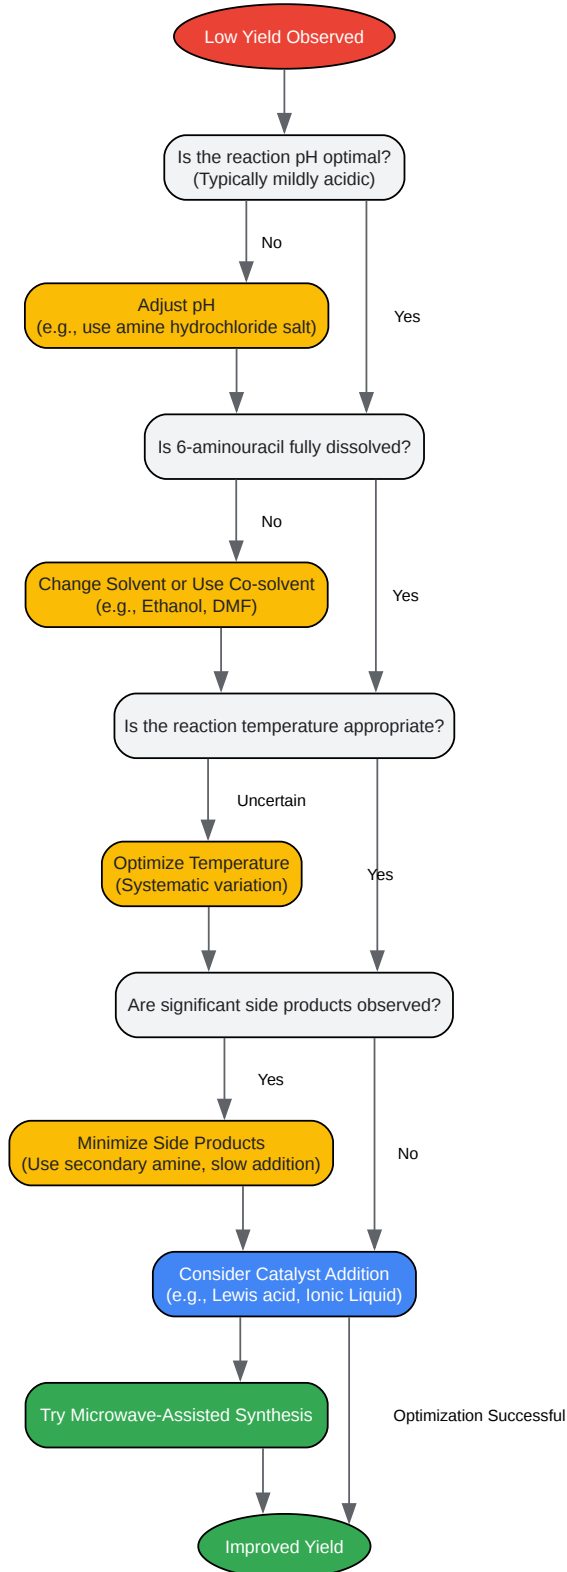 Low Yield Observed
Is the reaction pH optimal?
(Typically mildly acidic)
No
Adjust pH
(e.g., use amine hydrochloride salt)
Yes
Is 6-aminouracil fully dissolved?
No
Change Solvent or Use Co-solvent
(e.g., Ethanol, DMF)
Yes
Is the reaction temperature appropriate?
Uncertain
Optimize Temperature
(Systematic variation)
Yes
Are significant side products observed?
Yes
Minimize Side Products
(Use secondary amine, slow addition)
No
Consider Catalyst Addition
(e.g., Lewis acid, Ionic Liquid)
Try Microwave-Assisted Synthesis
Optimization Successful
Improved Yield